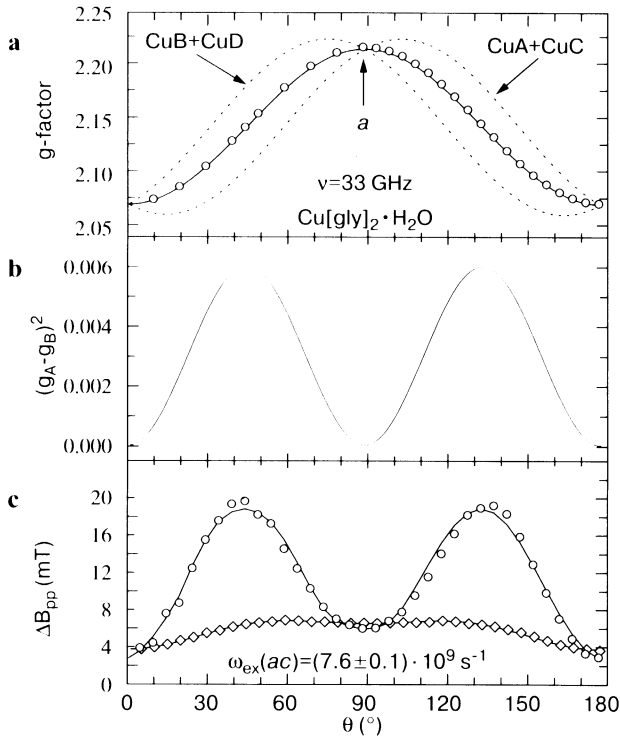 a
2.25
CuB+CuD
CuA+CuC
2.20
g-factor
2.15
a
2.10
ν=33 GHz
Cu[gly]₂·H₂O
2.05
b
0.006
(gA-gB)²
0.004
0.002
0.000
c
20
16
ΔBpp (mT)
12
8
4
ωex(ac)=(7.6±0.1)·10⁹ s⁻¹
0
0 30 60 90 120 150 180
θ (°)